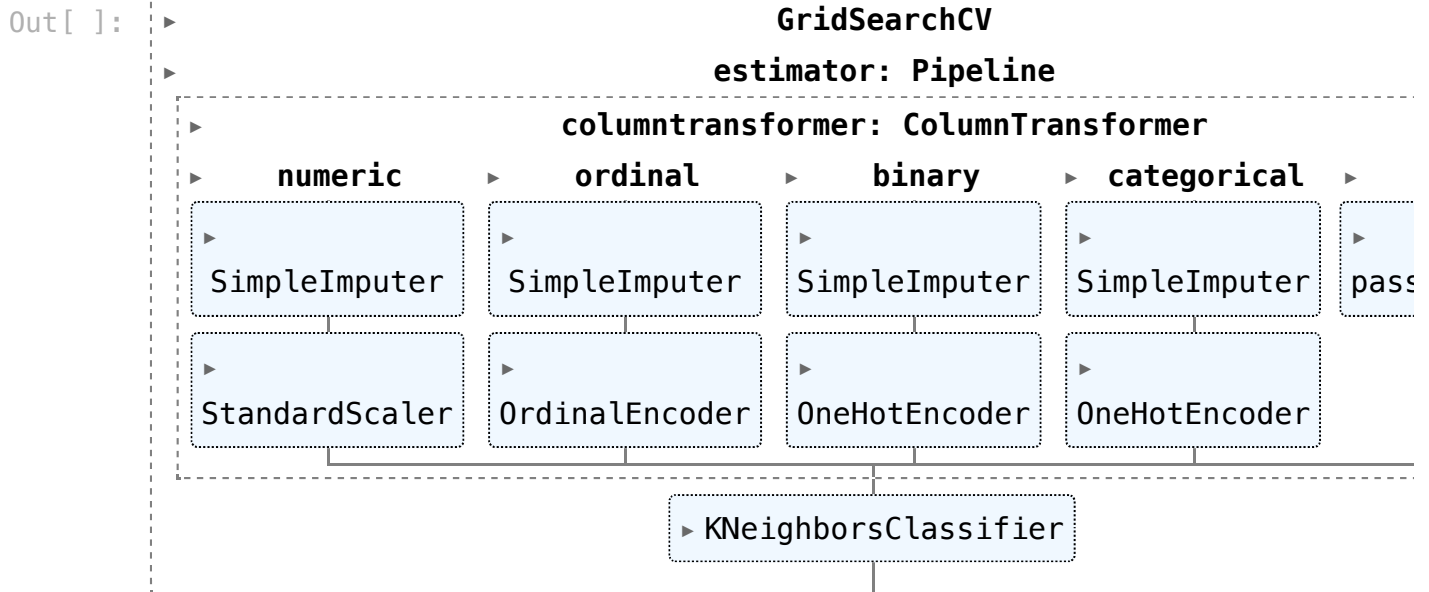 Out[ ]:
GridSearchCV
estimator: Pipeline
columntransformer: ColumnTransformer
numeric ordinal binary categorical
SimpleImputer SimpleImputer SimpleImputer SimpleImputer pass
StandardScaler OrdinalEncoder OneHotEncoder OneHotEncoder
KNeighborsClassifier